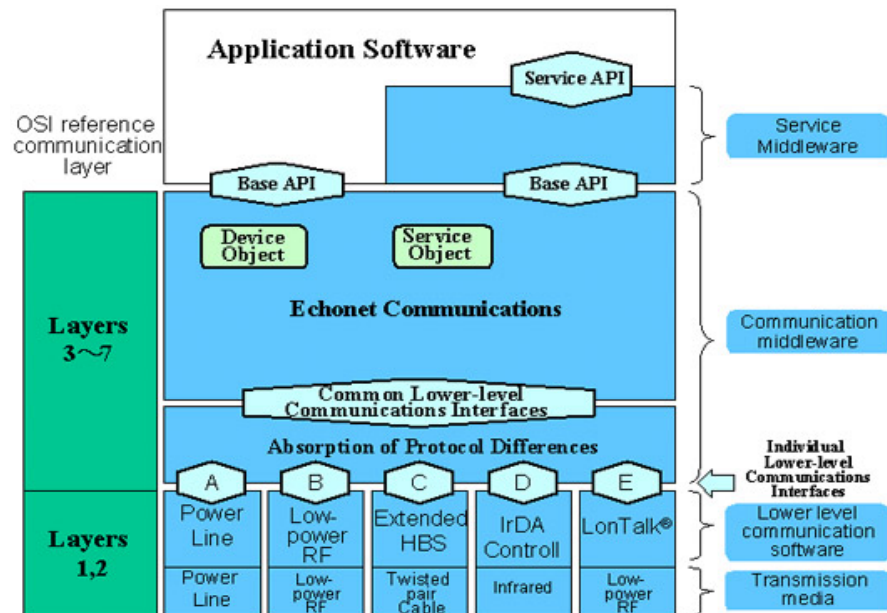 Application Software
Service API
OSI reference
communication
layer
Service
Middleware
Base API
Base API
Device
Object
Service
Object
Echonet Communications
Layers
3～7
Communication
middleware
Common Lower-level
Communications Interfaces
Absorption of Protocol Differences
Individual
Lower-level
Communications
Interfaces
A
B
C
D
E
Power
Line
Low-
power
RF
Extended
HBS
IrDA
Controll
LonTalk®
Lower level
communication
software
Layers
1,2
Power
Line
Low-
power
RF
Twisted
pair
Cable
Infrared
Low-
power
RF
Transmission
media